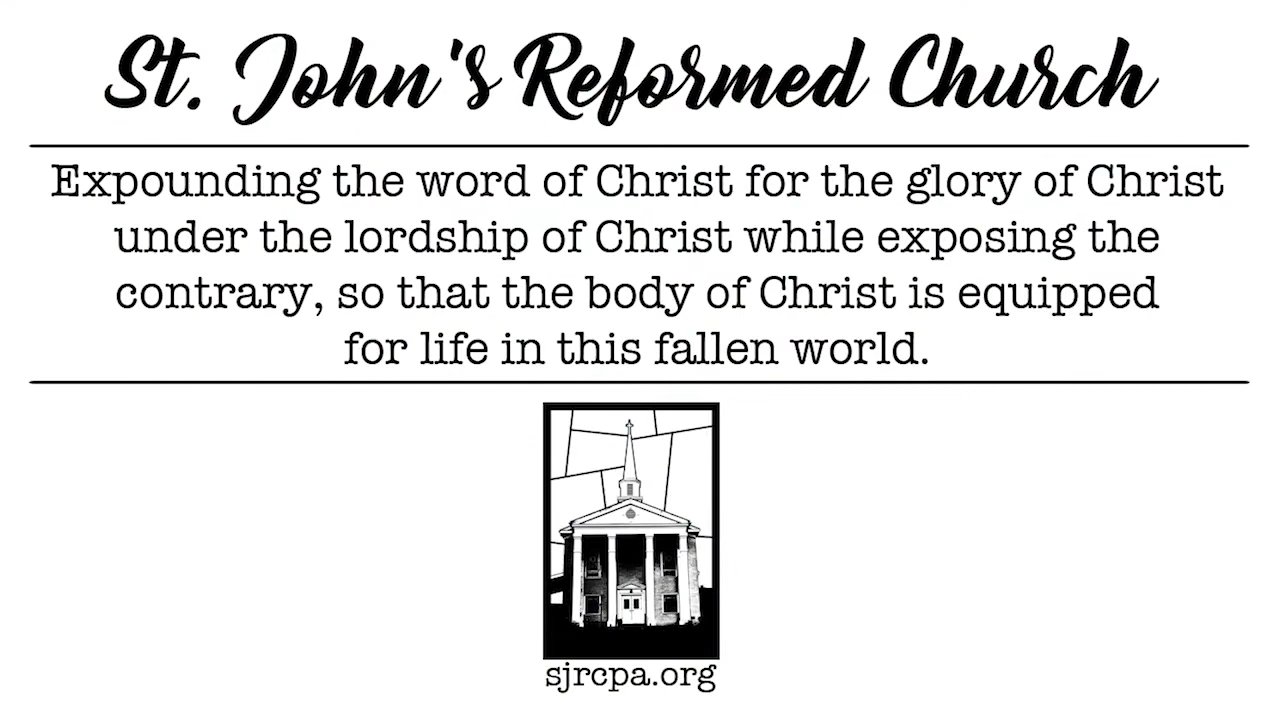 St. John's Reformed Church
Expounding the word of Christ for the glory of Christ
under the lordship of Christ while exposing the
contrary, so that the body of Christ is equipped
for life in this fallen world.
sjrcpa.org